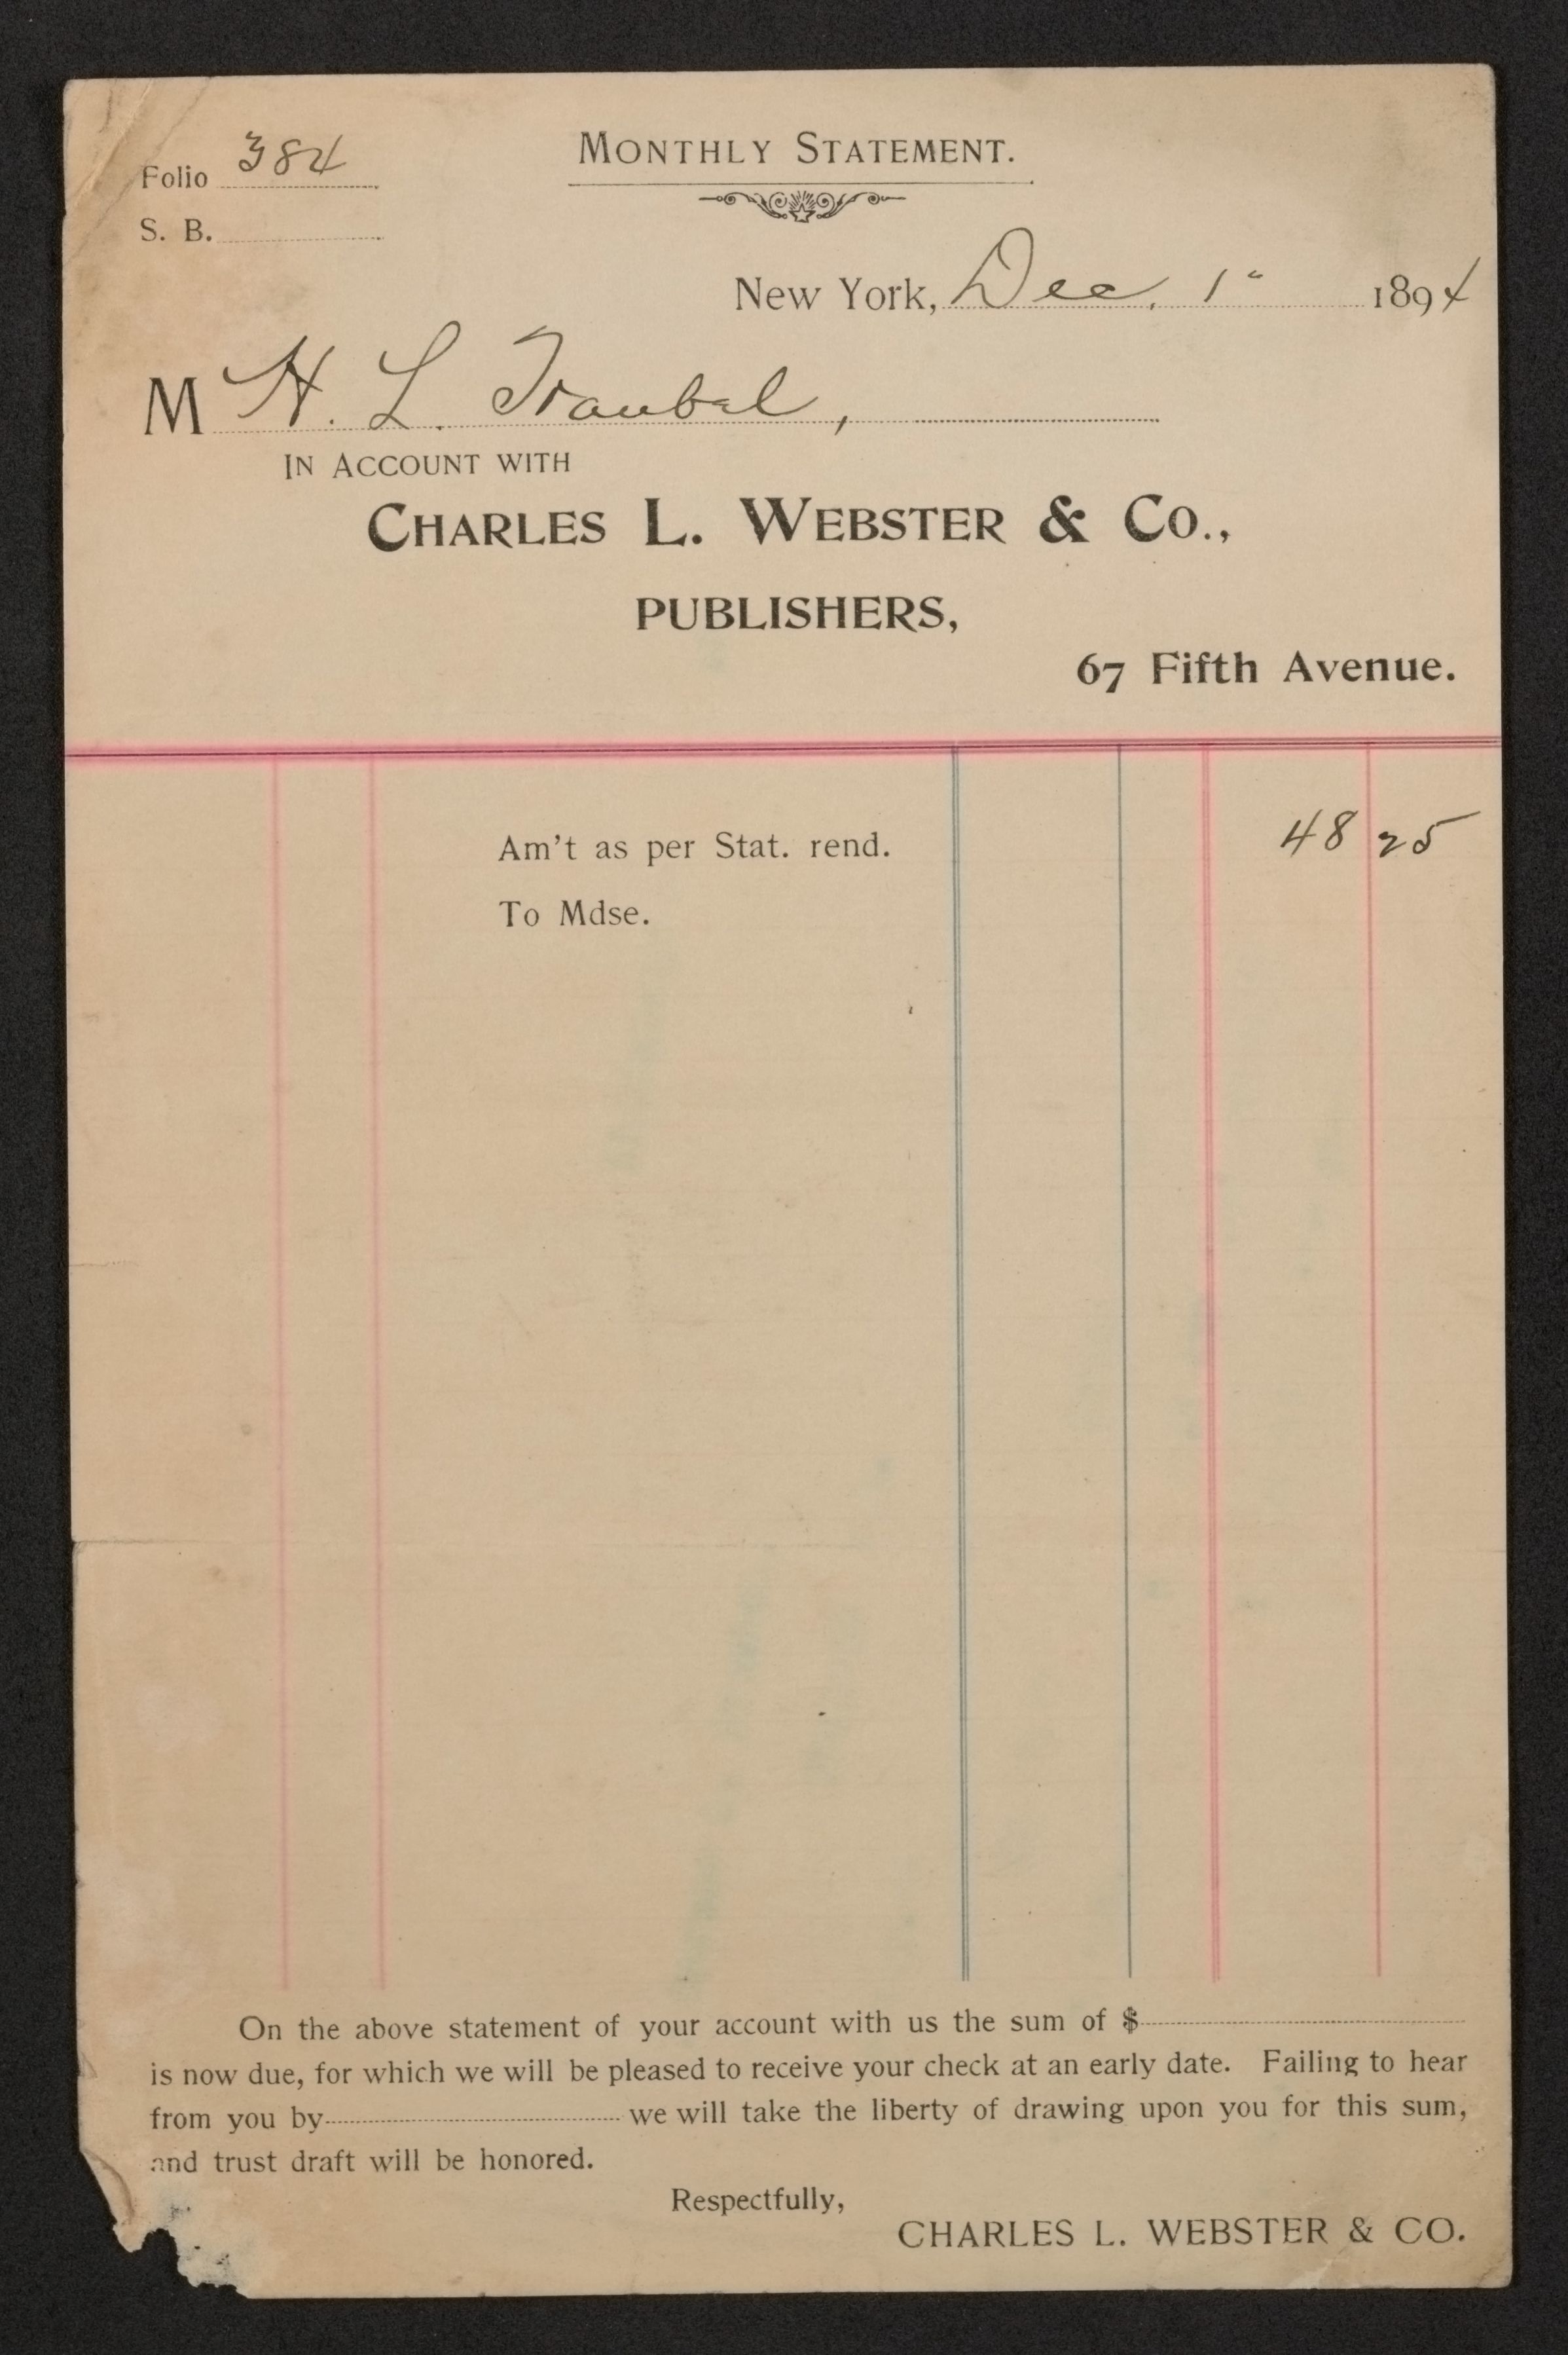 Folio 384
MONTHLY STATEMENT.
S. B.
New York, Dec. 1" 1894
M H. L. Traubel,
IN ACCOUNT WITH
CHARLES L. WEBSTER & CO.,
PUBLISHERS,
67 Fifth Avenue.
Am't as per Stat. rend. 48 25
To Mdse.
On the above statement of your account with us the sum of $
is now due, for which we will be pleased to receive your check at an early date. Failing to hear
from you by we will take the liberty of drawing upon you for this sum,
and trust draft will be honored.
Respectfully,
CHARLES L. WEBSTER & CO.